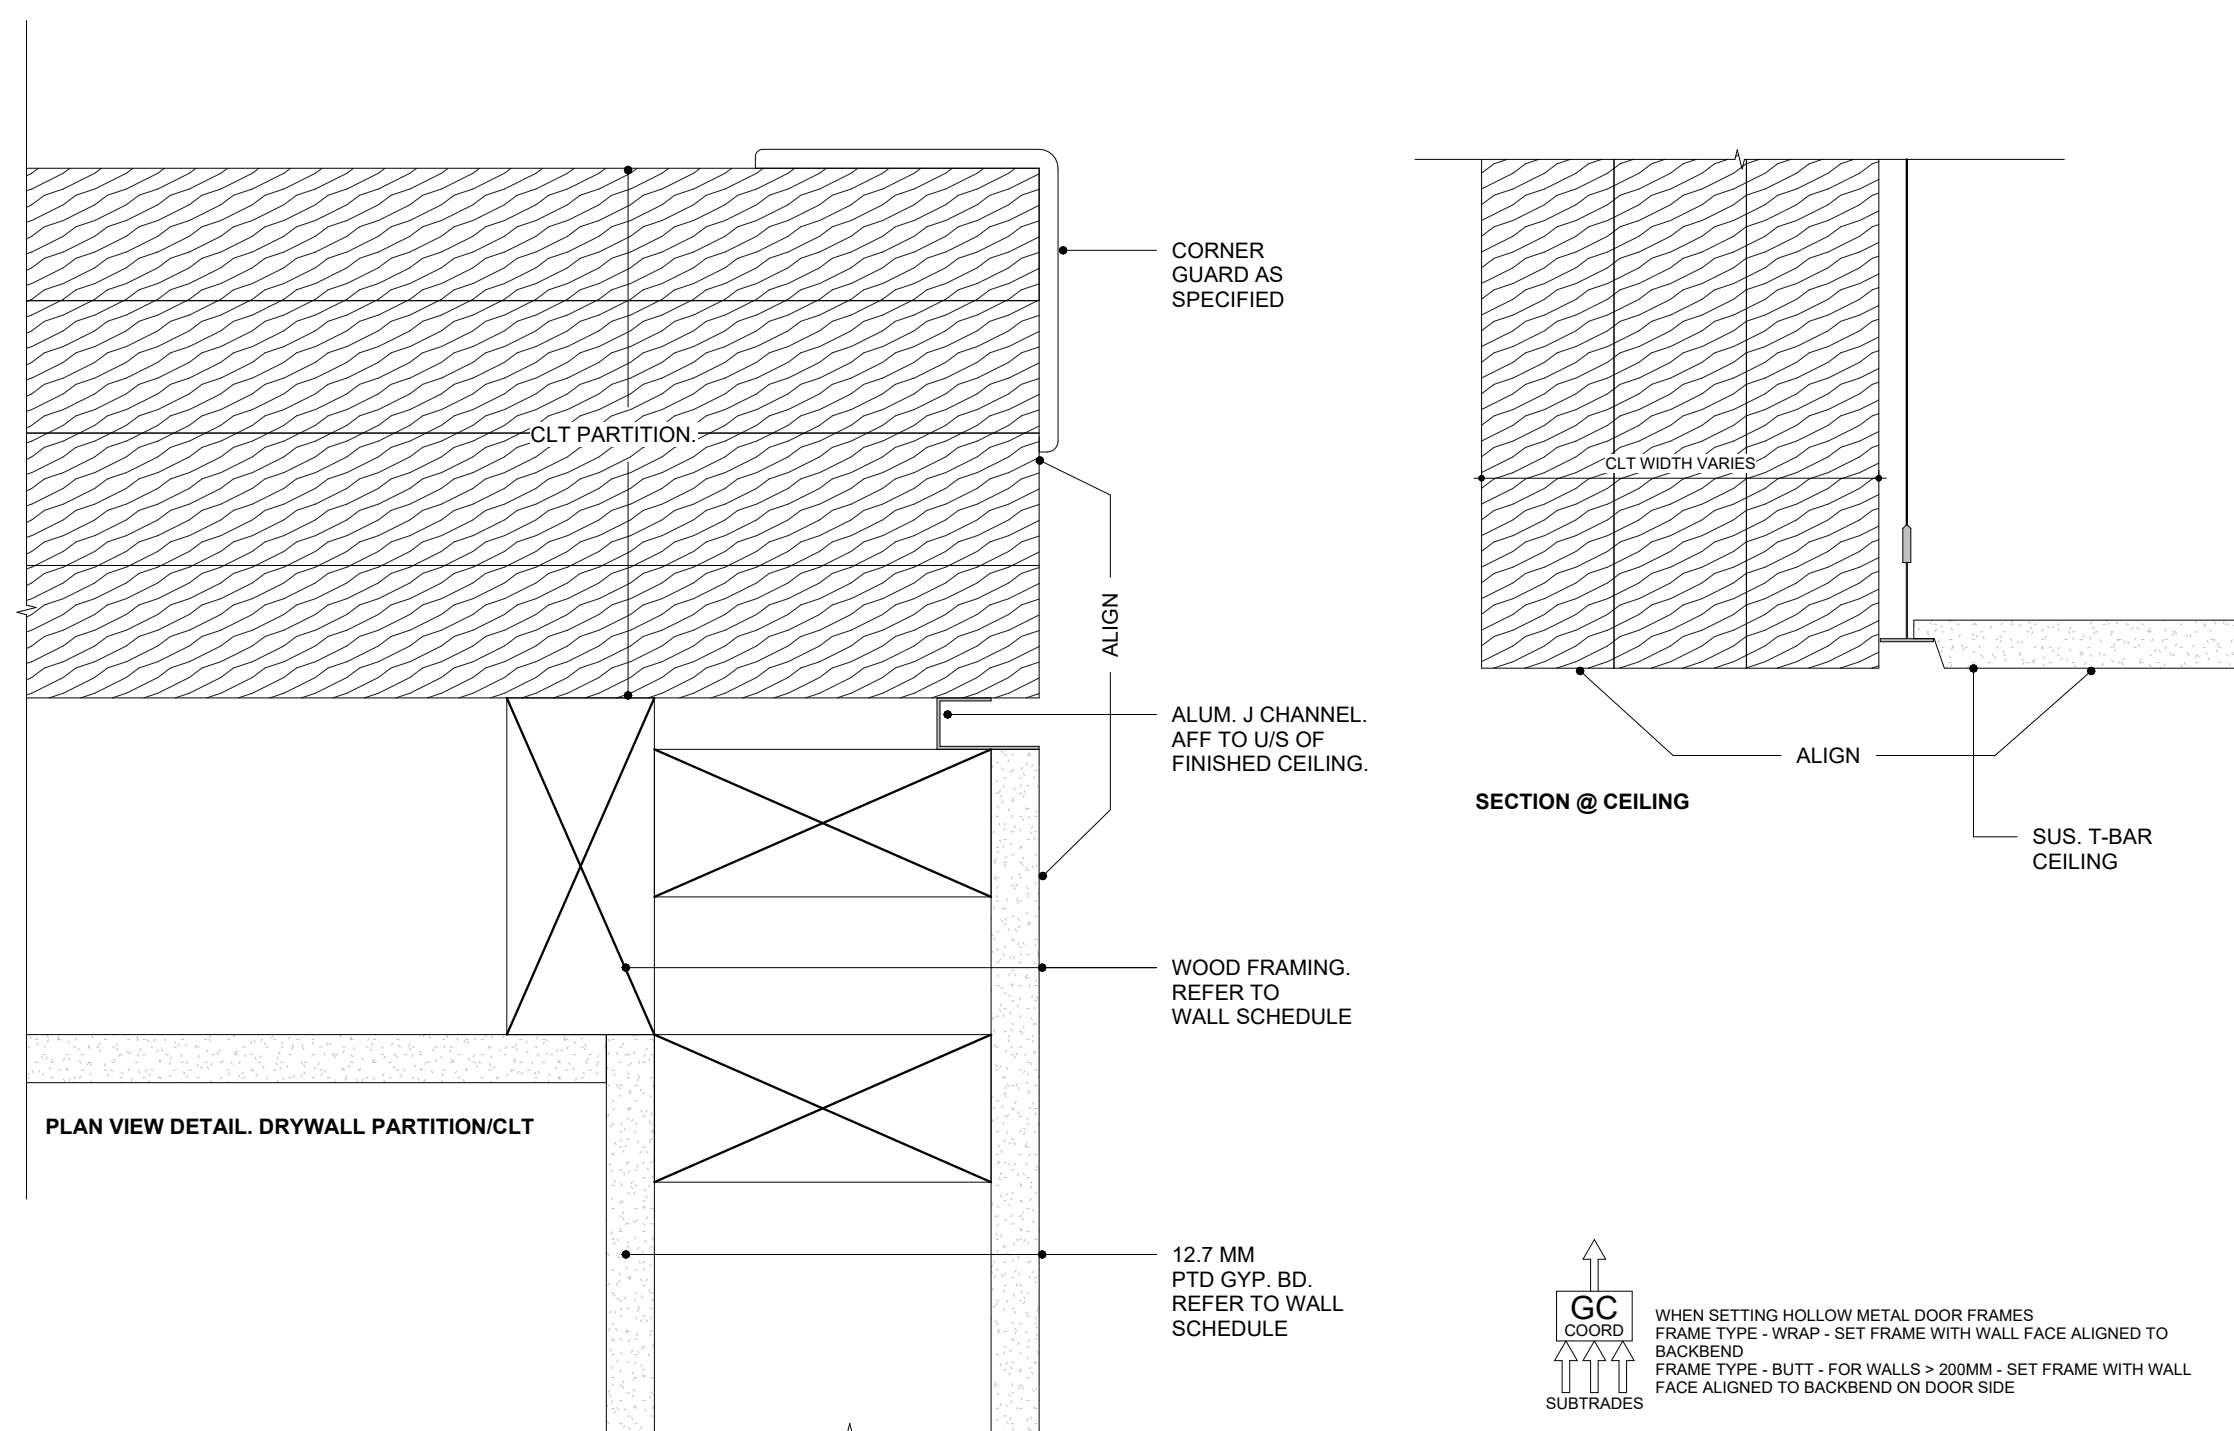 CORNER
GUARD AS
SPECIFIED
CLT PARTITION.
ALIGN
ALUM. J CHANNEL.
AFF TO U/S OF
FINISHED CEILING.
WOOD FRAMING.
REFER TO
WALL SCHEDULE
PLAN VIEW DETAIL. DRYWALL PARTITION/CLT
12.7 MM
PTD GYP. BD.
REFER TO WALL
SCHEDULE
CLT WIDTH VARIES
ALIGN
SECTION @ CEILING
SUS. T-BAR
CEILING
GC
COORD
SUBTRADES
WHEN SETTING HOLLOW METAL DOOR FRAMES
FRAME TYPE - WRAP - SET FRAME WITH WALL FACE ALIGNED TO
BACKBEND
FRAME TYPE - BUTT - FOR WALLS > 200MM - SET FRAME WITH WALL
FACE ALIGNED TO BACKBEND ON DOOR SIDE